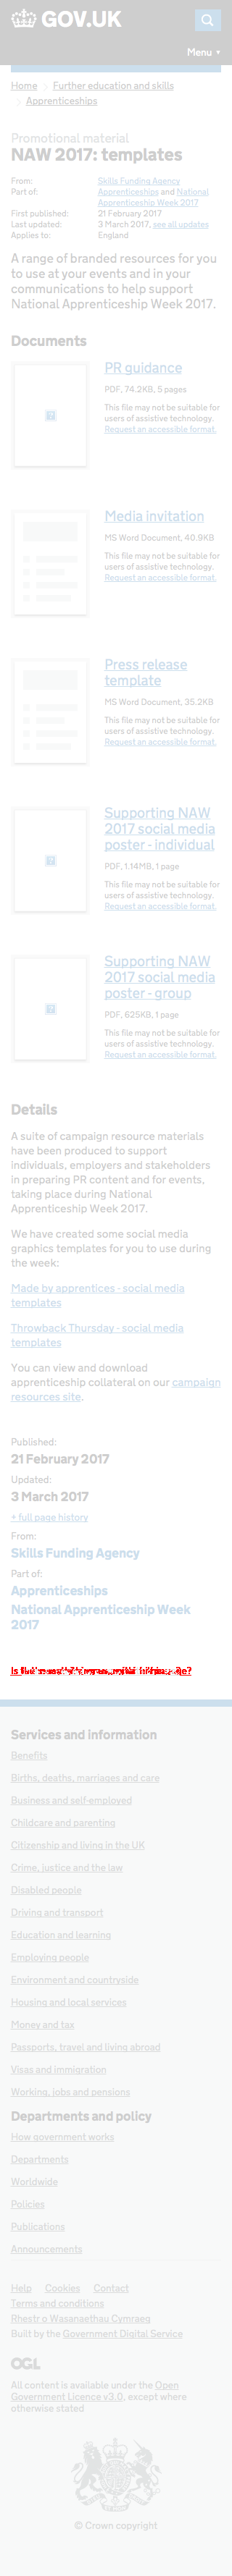 GOV.UK
Menu ▼
Home
Further education and skills
Apprenticeships
Promotional material
NAW 2017: templates
From: Skills Funding Agency
Part of: Apprenticeships and National
Apprenticeship Week 2017
First published: 21 February 2017
Last updated: 3 March 2017, see all updates
Applies to: England
A range of branded resources for you
to use at your events and in your
communications to help support
National Apprenticeship Week 2017.
Documents
PR guidance
PDF, 74.2KB, 5 pages
This file may not be suitable for
users of assistive technology.
Request an accessible format.
Media invitation
MS Word Document, 40.9KB
This file may not be suitable for
users of assistive technology.
Request an accessible format.
Press release
template
MS Word Document, 35.2KB
This file may not be suitable for
users of assistive technology.
Request an accessible format.
Supporting NAW
2017 social media
poster - individual
PDF, 1.14MB, 1 page
This file may not be suitable for
users of assistive technology.
Request an accessible format.
Supporting NAW
2017 social media
poster - group
PDF, 625KB, 1 page
This file may not be suitable for
users of assistive technology.
Request an accessible format.
Details
A suite of campaign resource materials
have been produced to support
individuals, employers and stakeholders
in preparing PR content and for events,
taking place during National
Apprenticeship Week 2017.
We have created some social media
graphics templates for you to use during
the week:
Made by apprentices - social media
templates
Throwback Thursday - social media
templates
You can view and download
apprenticeship collateral on our campaign
resources site.
Published:
21 February 2017
Updated:
3 March 2017
+ full page history
From:
Skills Funding Agency
Part of:
Apprenticeships
National Apprenticeship Week
2017
Services and information
Benefits
Births, deaths, marriages and care
Business and self-employed
Childcare and parenting
Citizenship and living in the UK
Crime, justice and the law
Disabled people
Driving and transport
Education and learning
Employing people
Environment and countryside
Housing and local services
Money and tax
Passports, travel and living abroad
Visas and immigration
Working, jobs and pensions
Departments and policy
How government works
Departments
Worldwide
Policies
Publications
Announcements
Help Cookies Contact
Terms and conditions
Rhestr o Wasanaethau Cymraeg
Built by the Government Digital Service
OGL
All content is available under the Open
Government Licence v3.0, except where
otherwise stated
© Crown copyright